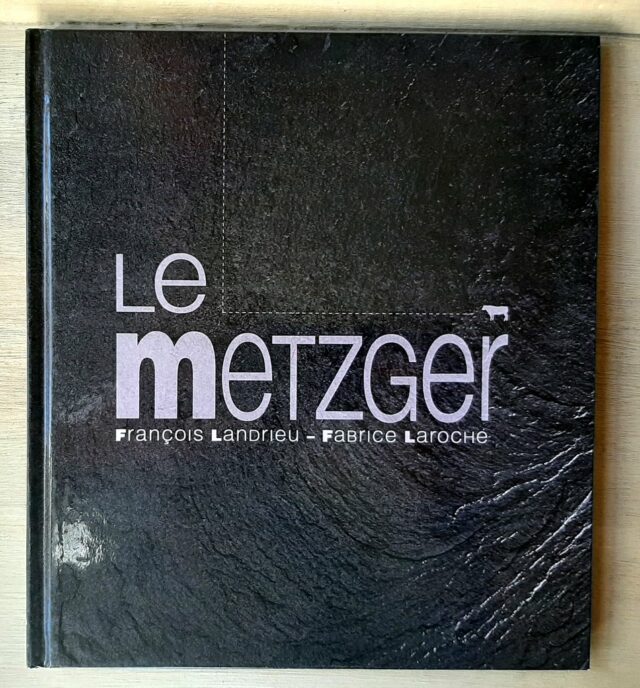 Le
metzger
François Landrieu – Fabrice Laroche